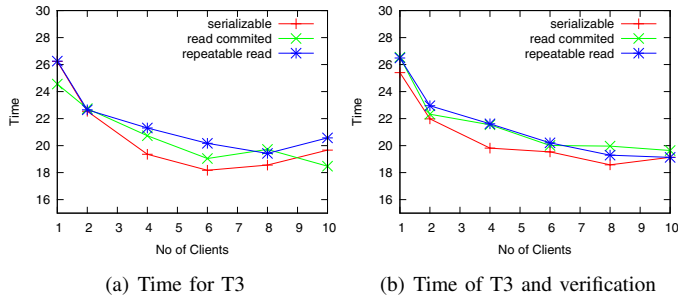 30
28
26
24
22
20
18
16
Time
1 2 3 4 5 6 7 8 9 10
No of Clients
serializable
read commited
repeatable read
(a) Time for T3
30
28
26
24
22
20
18
16
Time
1 2 3 4 5 6 7 8 9 10
No of Clients
serializable
read commited
repeatable read
(b) Time of T3 and verification